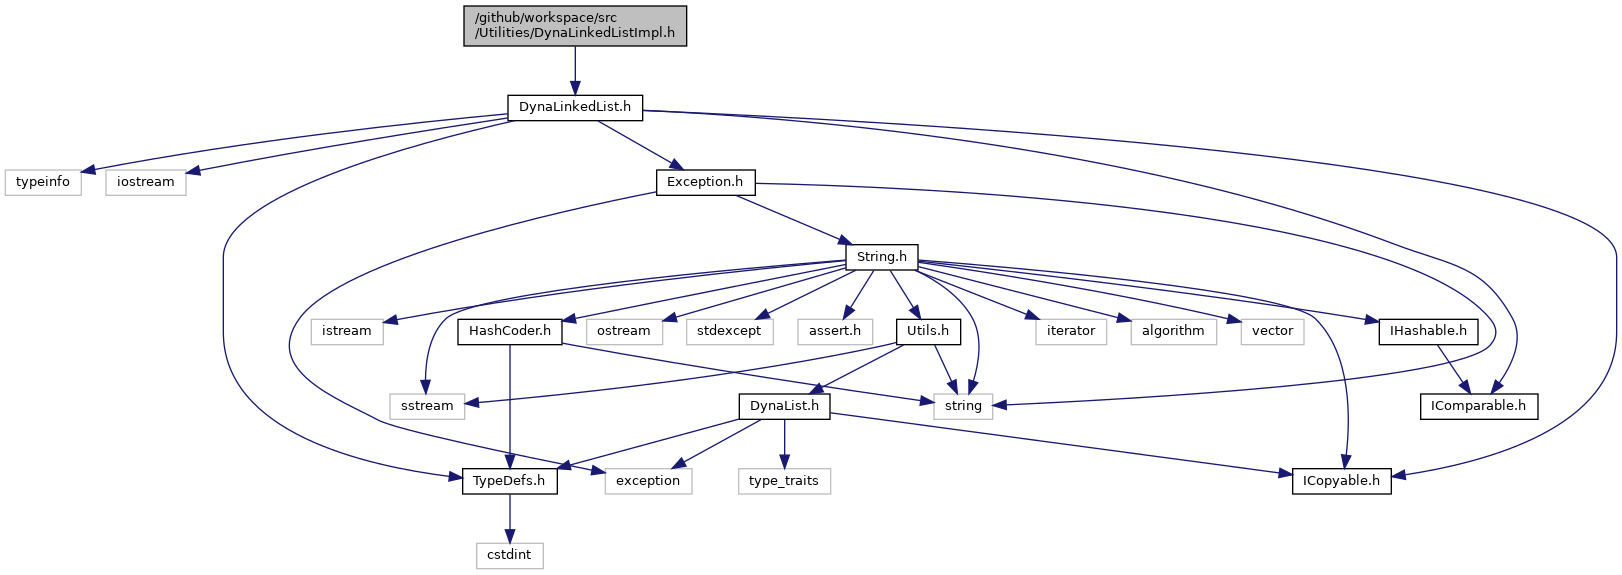 /github/workspace/src
/Utilities/DynaLinkedListImpl.h
DynaLinkedList.h
typeinfo
iostream
Exception.h
String.h
istream
HashCoder.h
ostream
stdexcept
assert.h
Utils.h
iterator
algorithm
vector
IHashable.h
sstream
DynaList.h
string
IComparable.h
TypeDefs.h
exception
type_traits
ICopyable.h
cstdint